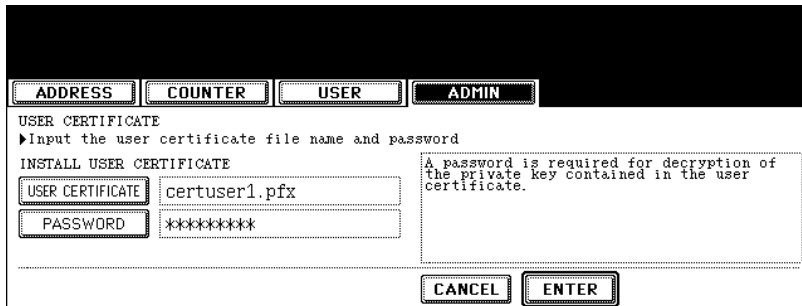 ADDRESS COUNTER USER ADMIN
USER CERTIFICATE
▶Input the user certificate file name and password
INSTALL USER CERTIFICATE
A password is required for decryption of
the private key contained in the user
certificate.
USER CERTIFICATE certuser1.pfx
PASSWORD *********
CANCEL ENTER